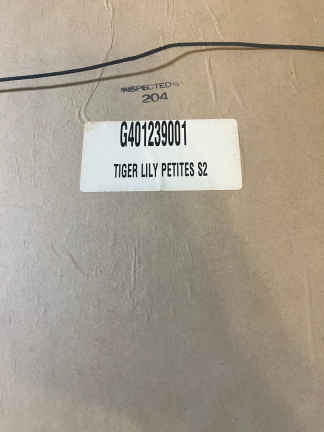 INSPECTED
204
G401239001
TIGER LILY PETITES S2